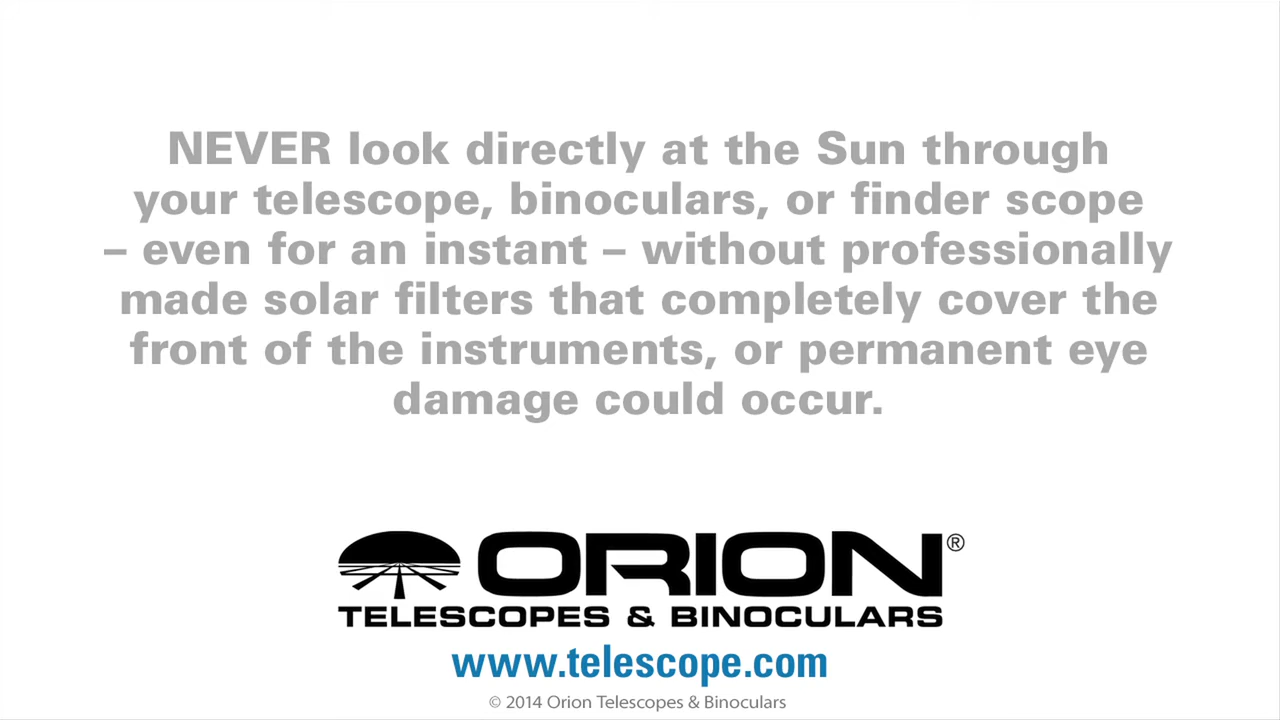 NEVER look directly at the Sun through
your telescope, binoculars, or finder scope
– even for an instant – without professionally
made solar filters that completely cover the
front of the instruments, or permanent eye
damage could occur.
ORION®
TELESCOPES & BINOCULARS
www.telescope.com
© 2014 Orion Telescopes & Binoculars